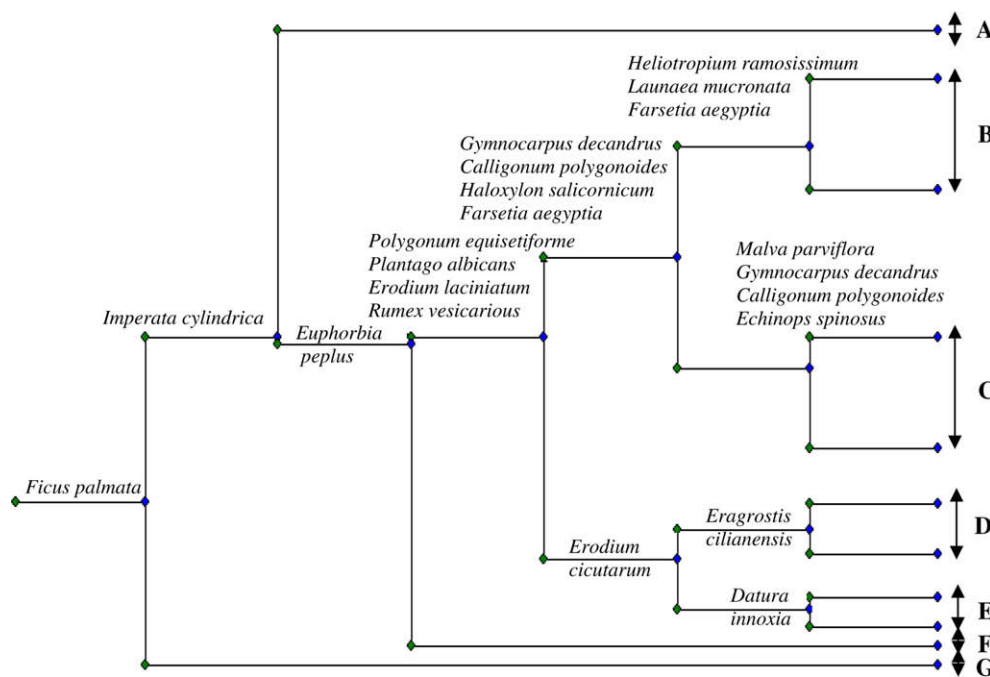 A
Heliotropium ramosissimum
Launaea mucronata
Farsetia aegyptia
B
Gymnocarpus decandrus
Calligonum polygonoides
Haloxylon salicornicum
Farsetia aegyptia
Polygonum equisetiforme
Plantago albicans
Erodium laciniatum
Rumex vesicarious
Malva parviflora
Gymnocarpus decandrus
Calligonum polygonoides
Echinops spinosus
Imperata cylindrica
Euphorbia
peplus
C
Ficus palmata
Eragrostis
cilianensis
D
Erodium
cicutarum
Datura
innoxia
E
F
G